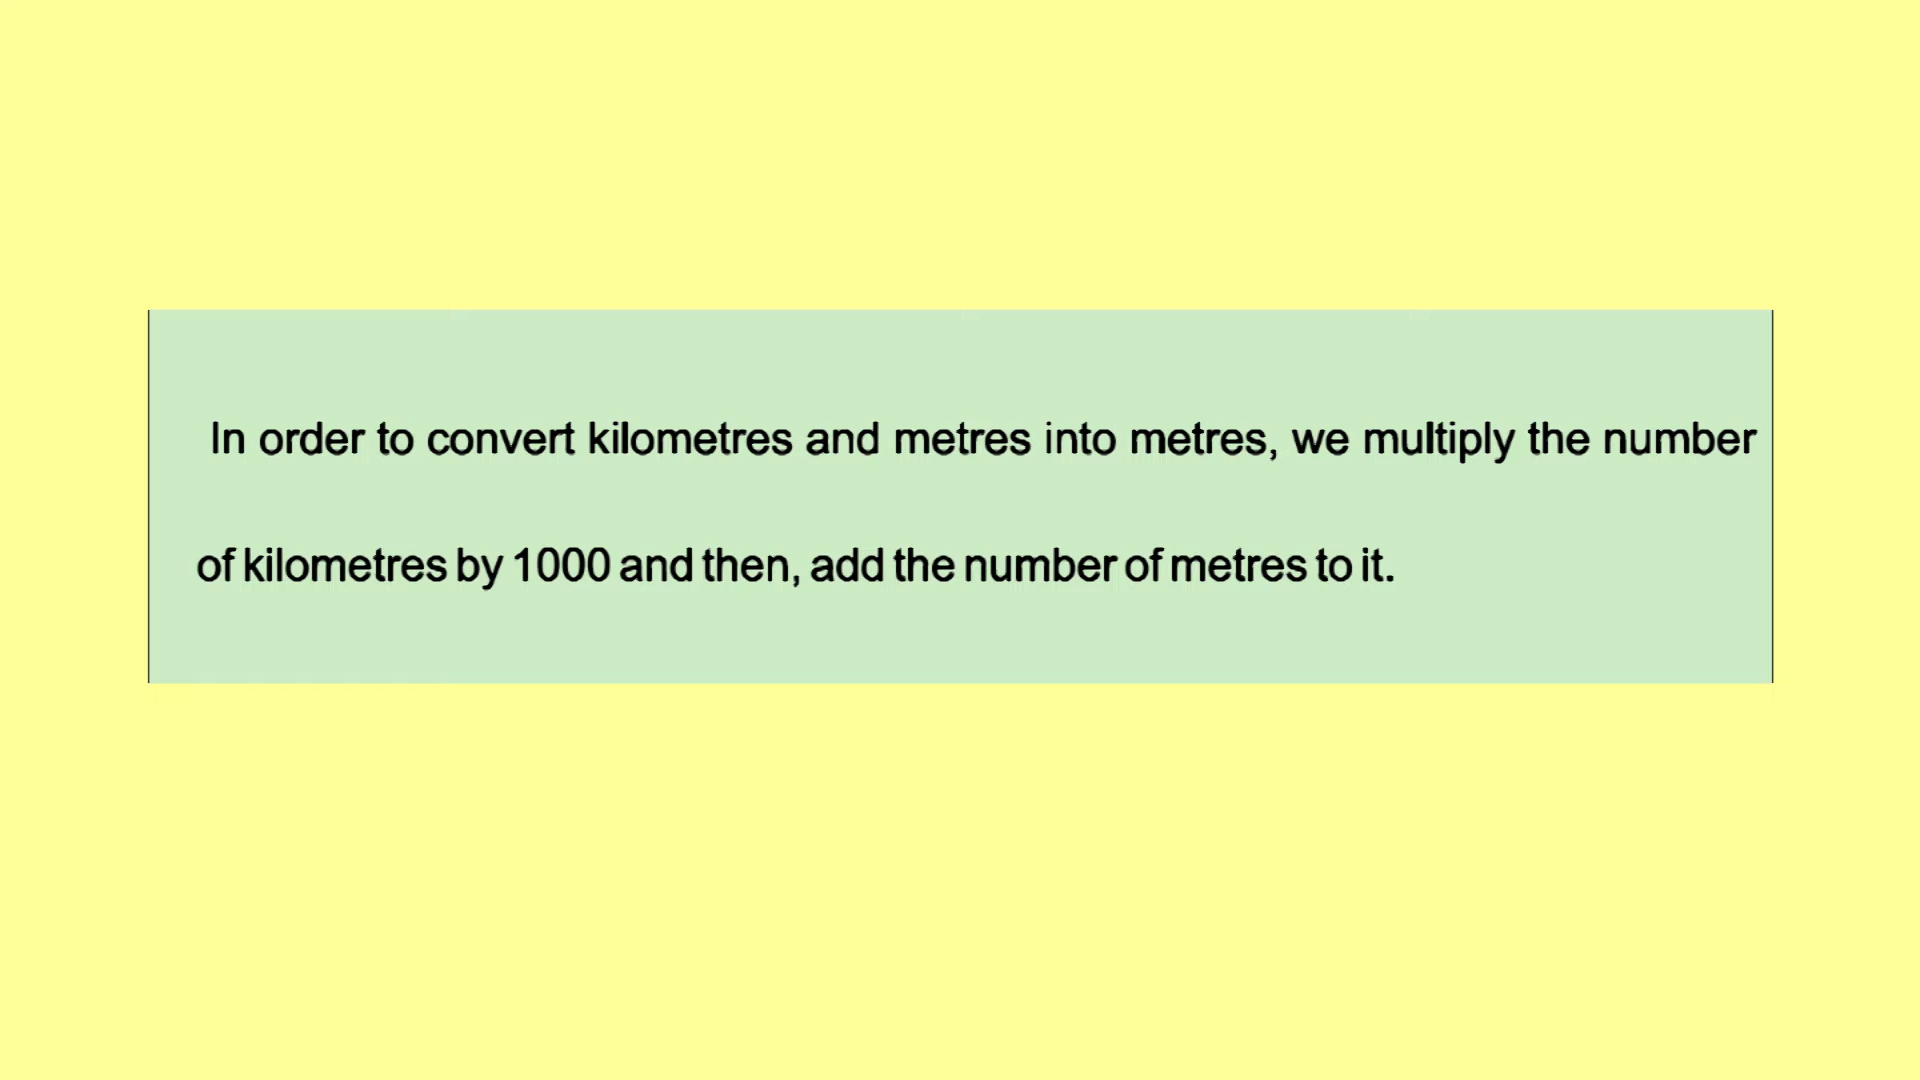 In order to convert kilometres and metres into metres, we multiply the number
of kilometres by 1000 and then, add the number of metres to it.